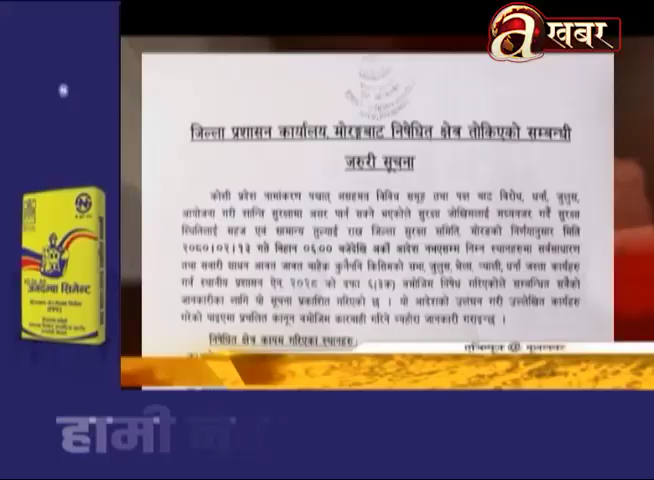 a खबर
जिल्ला प्रशासन कार्यालय, मोरङबाट निषेधित क्षेत्र तोकिएको सम्बन्धी
जरुरी सूचना
कोसी प्रदेश नामांकरण पश्चात् असहमत विविध समूह तथा पक्ष बाट विरोध, धर्ना, जुलुस,
आयोजना गरी शान्ति सुरक्षामा असर पार्न सक्ने भएकोले सुरक्षा जोखिमलाई मध्यनजर गर्दै सुरक्षा
स्थितिलाई सहज एवं सामान्य तुल्याई राख्न जिल्ला सुरक्षा समिति, मोरङको निर्णयानुसार मिति
२०८०।०२।१३ गते बिहान ०६:०० बजेदेखि अर्को आदेश नभएसम्म निम्न स्थानहरुमा सर्वसाधारण
तथा सवारी साधन आवत जावत बाहेक कुनैपनि किसिमको सभा, जुलुस, भेला, न्याली, धर्ना जस्ता कार्यहरु
गर्न स्थानीय प्रशासन ऐन, २०२८ को दफा ६(३क) बमोजिम निषेध गरिएकोले सम्बन्धित सबैको
जानकारीका लागि यो सूचना प्रकाशित गरिएको छ । यो आदेशको उलंघन गरी उल्लेखित कार्यहरु
गरेको पाइएमा प्रचलित कानून बमोजिम कारवाही गरिने व्यहोरा जानकारी गराइन्छ ।
निषेधित क्षेत्र कायम गरिएका स्थानहरु
सिमेन्ट
हामी